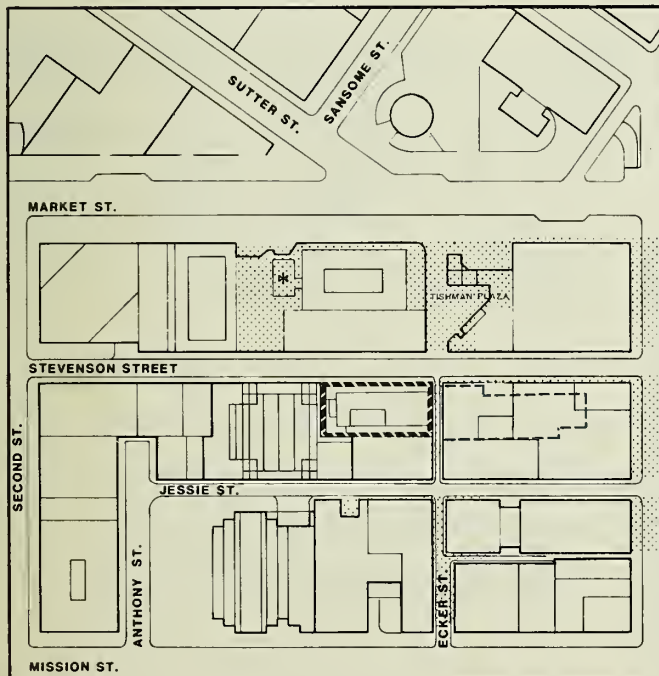 SUTTER ST.
SANSOME ST.
MARKET ST.
*
TISHMAN PLAZA
STEVENSON STREET
SECOND ST.
JESSIE ST.
ANTHONY ST.
ECKER ST.
MISSION ST.